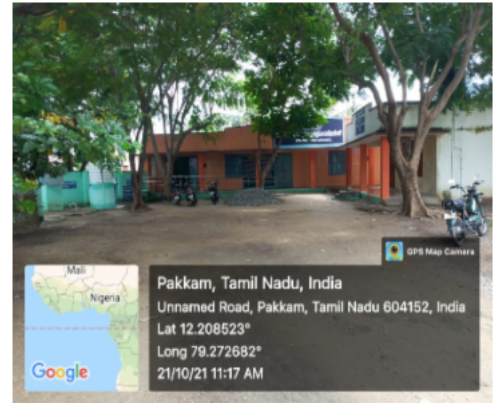 GPS Map Camera
Mali
Nigeria
Google
Pakkam, Tamil Nadu, India
Unnamed Road, Pakkam, Tamil Nadu 604152, India
Lat 12.208523°
Long 79.272682°
21/10/21 11:17 AM